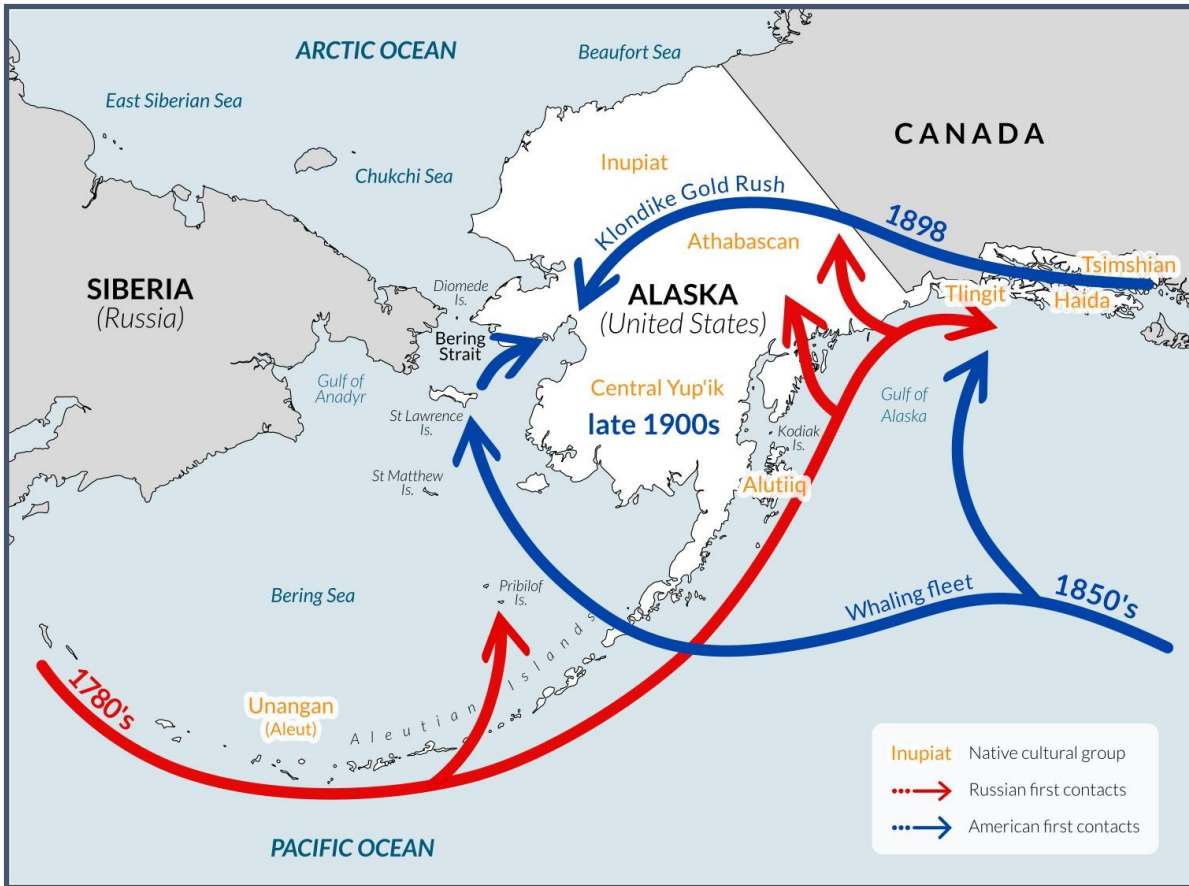 ARCTIC OCEAN
Beaufort Sea
East Siberian Sea
CANADA
Chukchi Sea
Inupiat
Klondike Gold Rush
1898
Athabascan
Tsimshian
Tlingit
Haida
SIBERIA
(Russia)
Diomede
Is.
ALASKA
(United States)
Bering
Strait
Gulf of
Anadyr
St Lawrence
Is.
Central Yup'ik
late 1900s
Gulf of
Alaska
Kodiak
Is.
St Matthew
Is.
Alutiiq
Bering Sea
Pribilof
Is.
Whaling fleet
1850's
1780's
Unangan
(Aleut)
Aleutian Islands
PACIFIC OCEAN
Inupiat Native cultural group
Russian first contacts
American first contacts